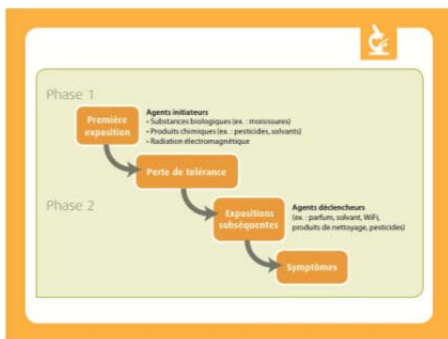 Phase 1
Première
exposition
Agents initiateurs
• Substances biologiques (ex. : moisissures)
• Produits chimiques (ex. : pesticides, solvants)
• Radiation électromagnétique
Perte de tolérance
Phase 2
Expositions
subséquentes
Agents déclencheurs
(ex. : parfum, solvant, WiFi,
produits de nettoyage, pesticides)
Symptômes